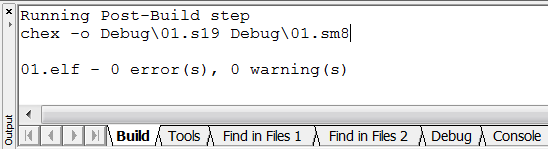 Running Post-Build step
chex -o Debug\01.s19 Debug\01.sm8
01.elf - 0 error(s), 0 warning(s)
Output
Build Tools Find in Files 1 Find in Files 2 Debug Console